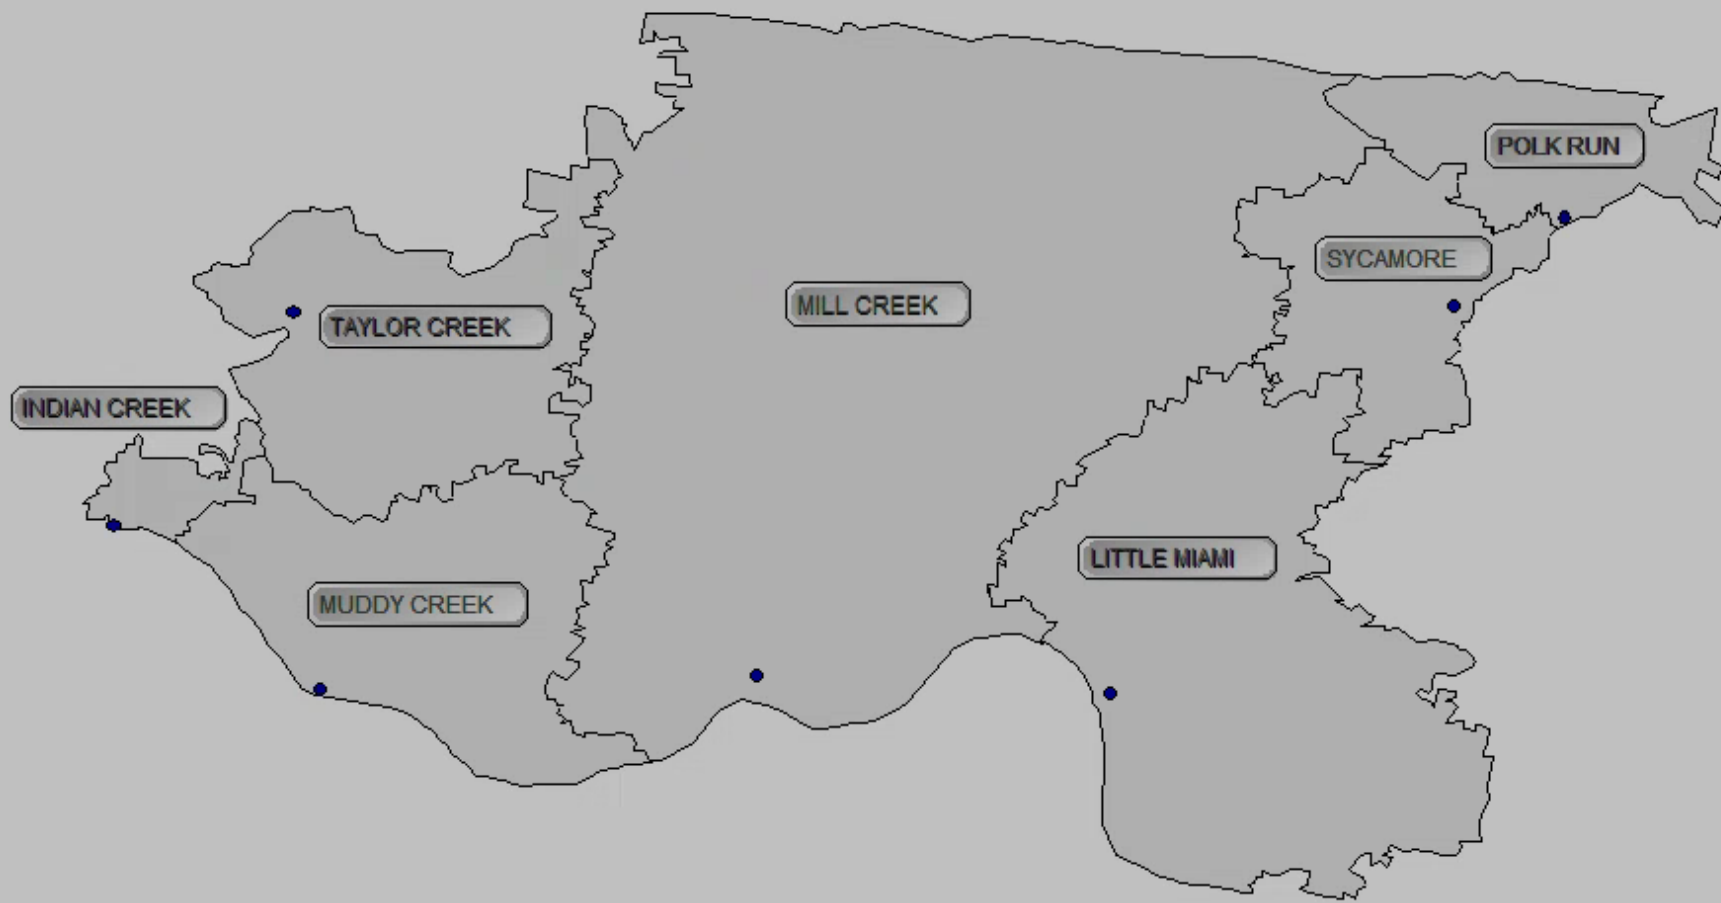 POLK RUN
SYCAMORE
MILL CREEK
TAYLOR CREEK
INDIAN CREEK
LITTLE MIAMI
MUDDY CREEK